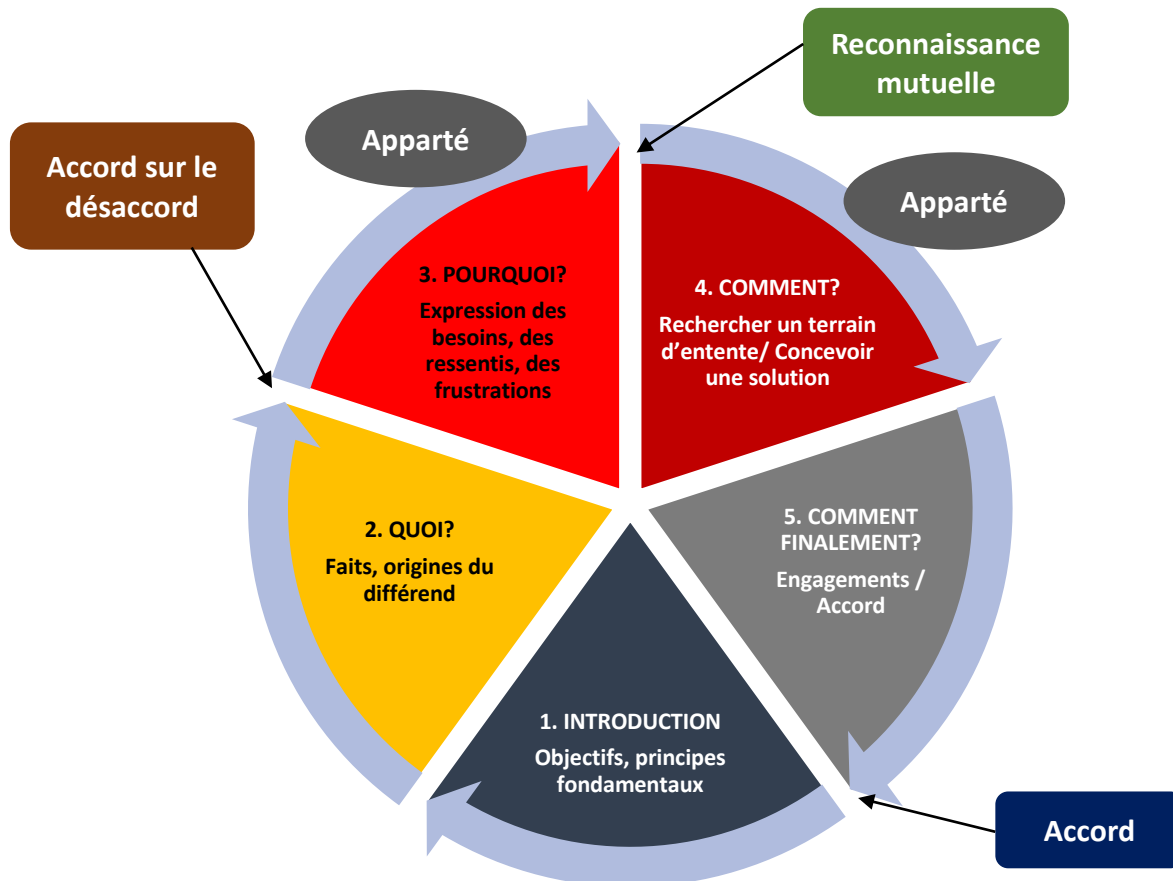 Reconnaissance
mutuelle
Apparté
Accord sur le
désaccord
Apparté
3. POURQUOI?
Expression des
besoins, des
ressentis, des
frustrations
4. COMMENT?
Rechercher un terrain
d’entente/ Concevoir
une solution
2. QUOI?
Faits, origines du
différend
5. COMMENT
FINALEMENT?
Engagements /
Accord
1. INTRODUCTION
Objectifs, principes
fondamentaux
Accord